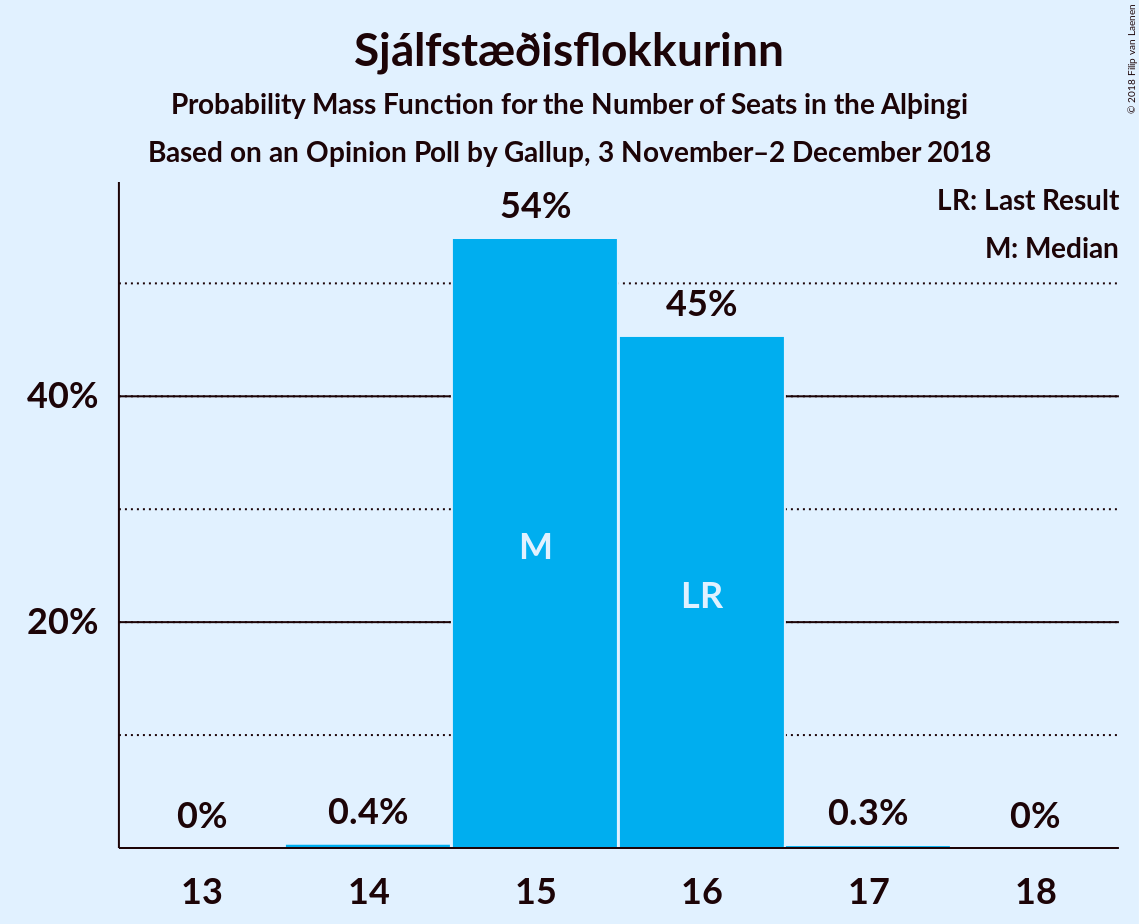 Sjálfstæðisflokkurinn
Probability Mass Function for the Number of Seats in the Alþingi
Based on an Opinion Poll by Gallup, 3 November–2 December 2018
© 2018 Filip van Laenen
LR: Last Result
M: Median
54%
45%
40%
M
LR
20%
0%
0.4%
0.3%
0%
13
14
15
16
17
18